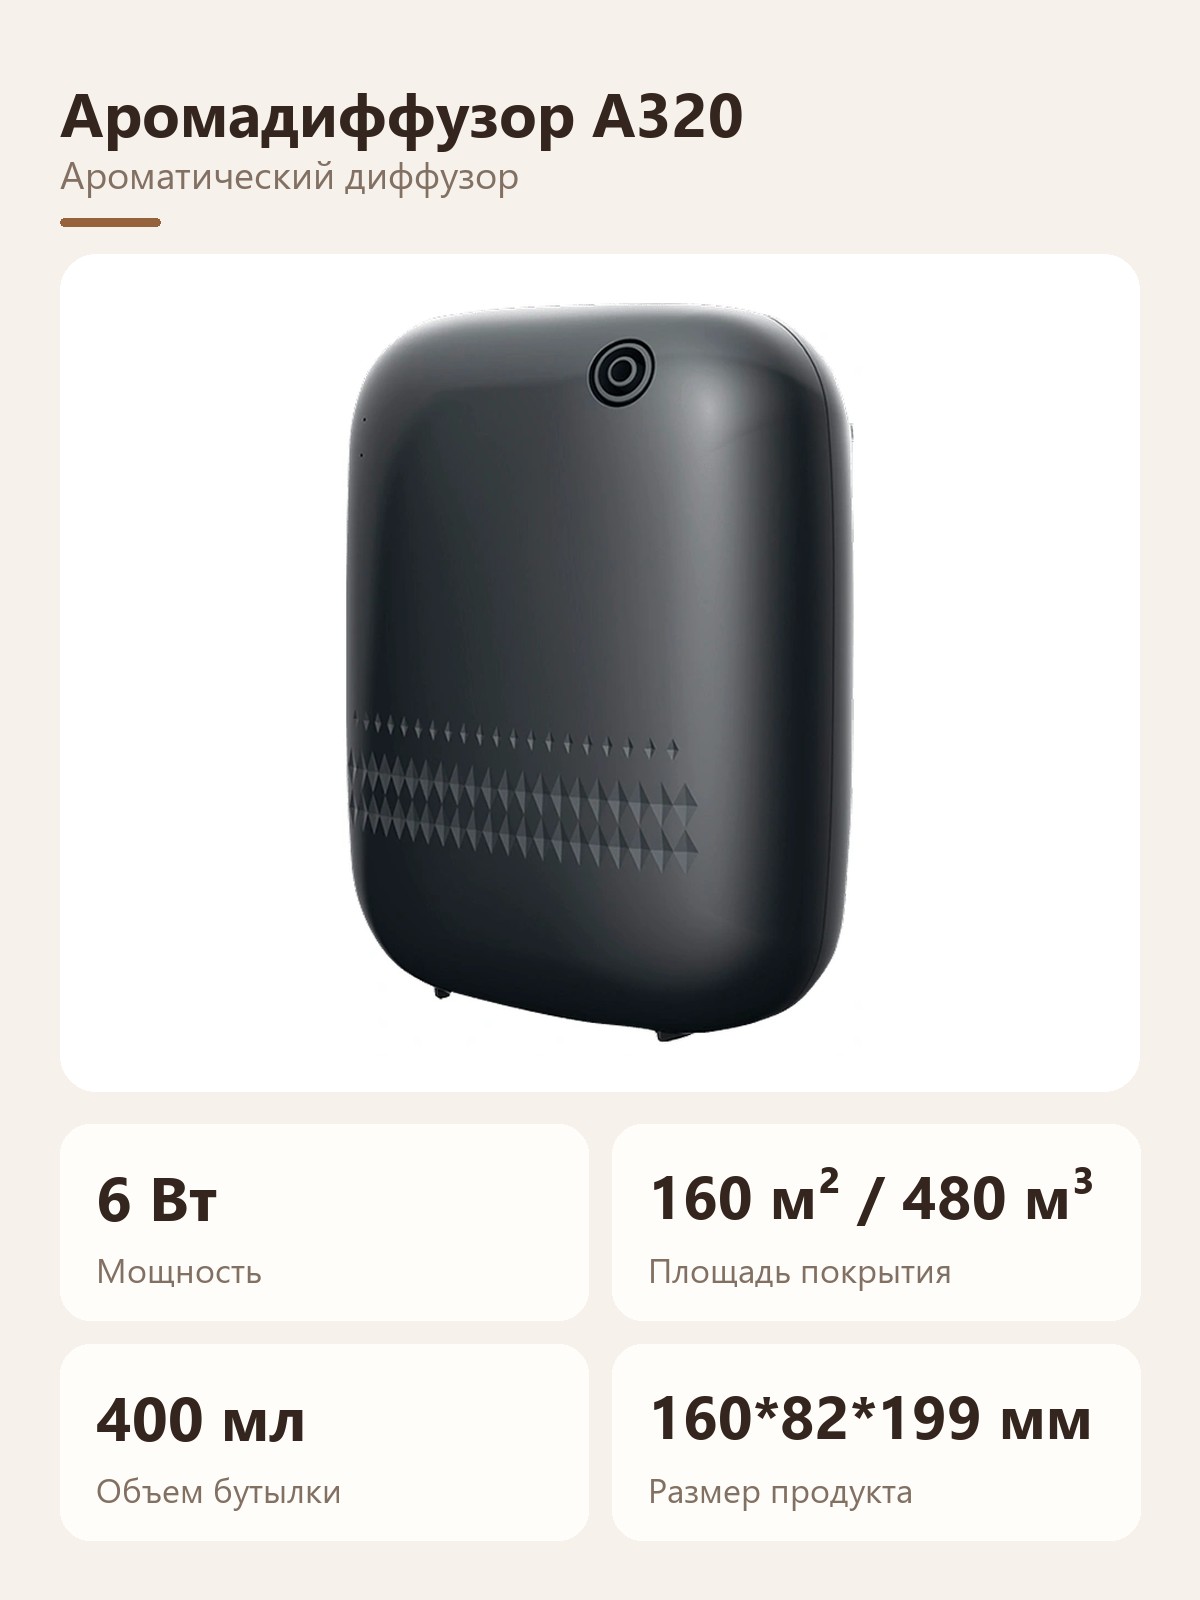 Аромадиффузор А320
Ароматический диффузор
6 Вт
Мощность
160 м² / 480 м³
Площадь покрытия
400 мл
Объем бутылки
160*82*199 мм
Размер продукта